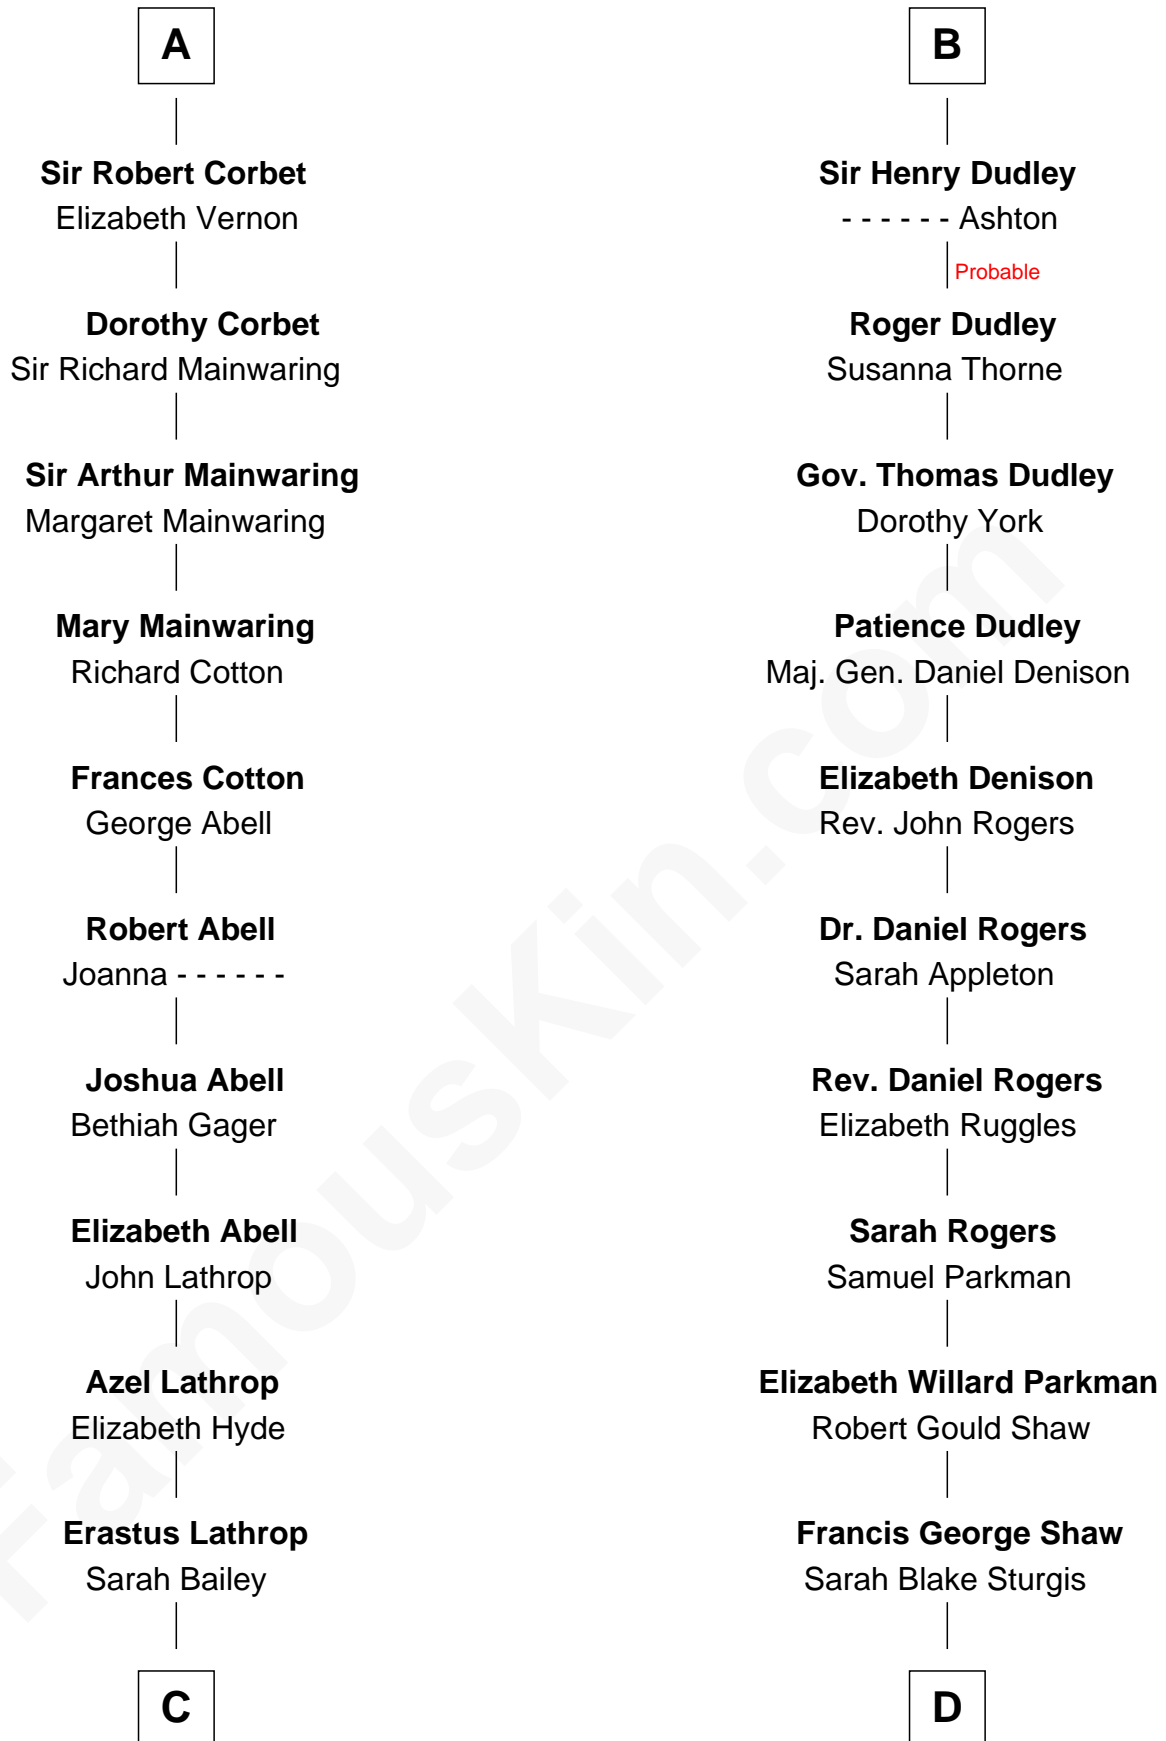 A
Sir Robert Corbet
Elizabeth Vernon
Dorothy Corbet
Sir Richard Mainwaring
Sir Arthur Mainwaring
Margaret Mainwaring
Mary Mainwaring
Richard Cotton
Frances Cotton
George Abell
Robert Abell
Joanna - - - - - -
Joshua Abell
Bethiah Gager
Elizabeth Abell
John Lathrop
Azel Lathrop
Elizabeth Hyde
Erastus Lathrop
Sarah Bailey
C
B
Sir Henry Dudley
- - - - - - Ashton
Probable
Roger Dudley
Susanna Thorne
Gov. Thomas Dudley
Dorothy York
Patience Dudley
Maj. Gen. Daniel Denison
Elizabeth Denison
Rev. John Rogers
Dr. Daniel Rogers
Sarah Appleton
Rev. Daniel Rogers
Elizabeth Ruggles
Sarah Rogers
Samuel Parkman
Elizabeth Willard Parkman
Robert Gould Shaw
Francis George Shaw
Sarah Blake Sturgis
D
FamousKin.com